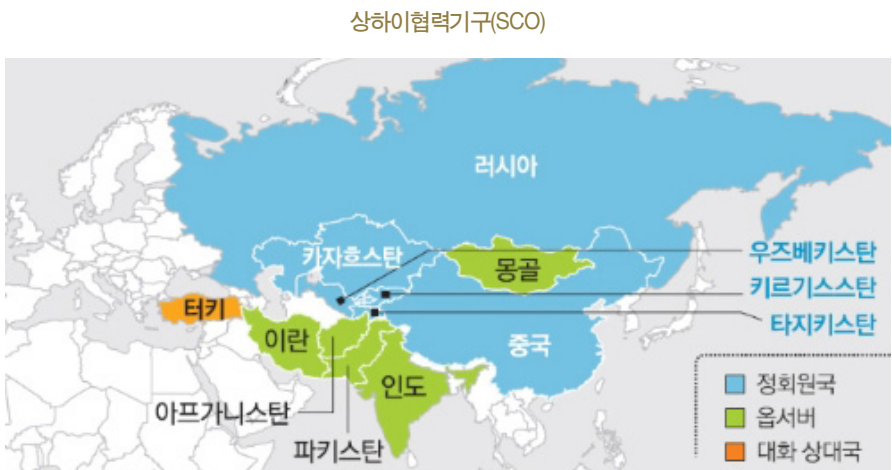 상하이협력기구(SCO)
러시아
카자흐스탄
몽골
우즈베키스탄
키르기스스탄
터키
타지키스탄
이란
중국
인도
정회원국
아프가니스탄
옵서버
파키스탄
대화 상대국